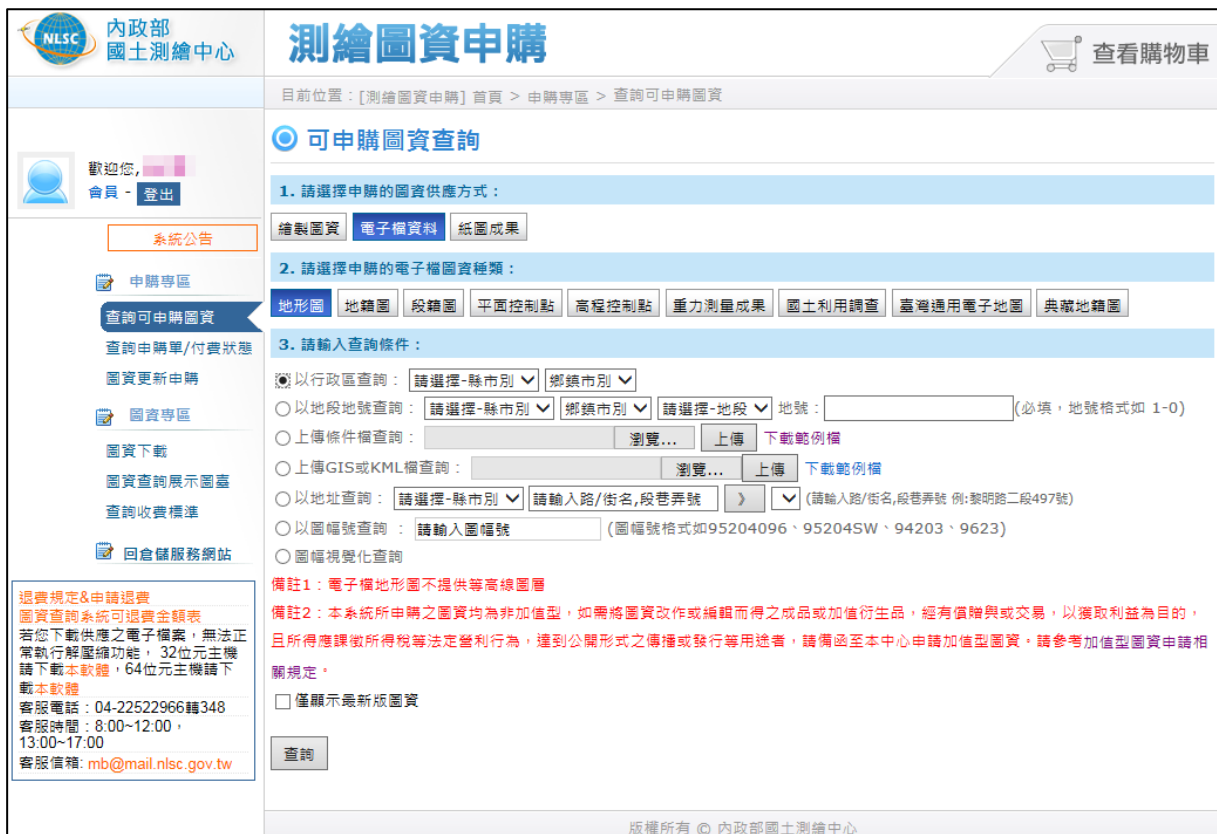 NLSC
內政部
國土測繪中心
測繪圖資申購
查看購物車
目前位置：[測繪圖資申購] 首頁 > 申購專區 > 查詢可申購圖資
歡迎您,
會員 - 登出
系統公告
申購專區
查詢可申購圖資
查詢申購單/付費狀態
圖資更新申購
圖資專區
圖資下載
圖資查詢展示圖臺
查詢收費標準
回倉儲服務網站
退費規定&申請退費
圖資查詢系統可退費金額表
若您下載供應之電子檔案，無法正
常執行解壓縮功能， 32位元主機
請下載本軟體，64位元主機請下
載本軟體
客服電話：04-22522966轉348
客服時間：8:00~12:00，
13:00~17:00
客服信箱: mb@mail.nlsc.gov.tw
可申購圖資查詢
1. 請選擇申購的圖資供應方式：
繪製圖資 電子檔資料 紙圖成果
2. 請選擇申購的電子檔圖資種類：
地形圖 地籍圖 段籍圖 平面控制點 高程控制點 重力測量成果 國土利用調查 臺灣通用電子地圖 典藏地籍圖
3. 請輸入查詢條件：
以行政區查詢： 請選擇-縣市別 鄉鎮市別
以地段地號查詢： 請選擇-縣市別 鄉鎮市別 請選擇-地段 地號： (必填，地號格式如 1-0)
上傳條件檔查詢： 瀏覽... 上傳 下載範例檔
上傳GIS或KML檔查詢： 瀏覽... 上傳 下載範例檔
以地址查詢： 請選擇-縣市別 請輸入路/街名,段巷弄號 》 (請輸入路/街名,段巷弄號 例:黎明路二段497號)
以圖幅號查詢 ： 請輸入圖幅號 (圖幅號格式如95204096、95204SW、94203、9623)
圖幅視覺化查詢
備註1：電子檔地形圖不提供等高線圖層
備註2：本系統所申購之圖資均為非加值型，如需將圖資改作或編輯而得之成品或加值衍生品，經有償贈與或交易，以獲取利益為目的，
且所得應課徵所得稅等法定營利行為，達到公開形式之傳播或發行等用途者，請備函至本中心申請加值型圖資。請參考加值型圖資申請相
關規定。
僅顯示最新版圖資
查詢
版權所有 © 內政部國土測繪中心